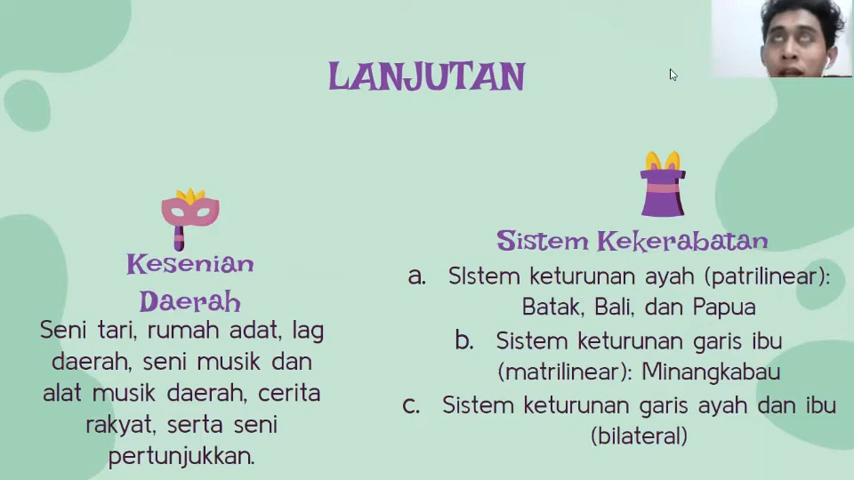 LANJUTAN
Kesenian
Daerah
Seni tari, rumah adat, lag
daerah, seni musik dan
alat musik daerah, cerita
rakyat, serta seni
pertunjukkan.
Sistem Kekerabatan
a. SIstem keturunan ayah (patrilinear):
Batak, Bali, dan Papua
b. Sistem keturunan garis ibu
(matrilinear): Minangkabau
c. Sistem keturunan garis ayah dan ibu
(bilateral)